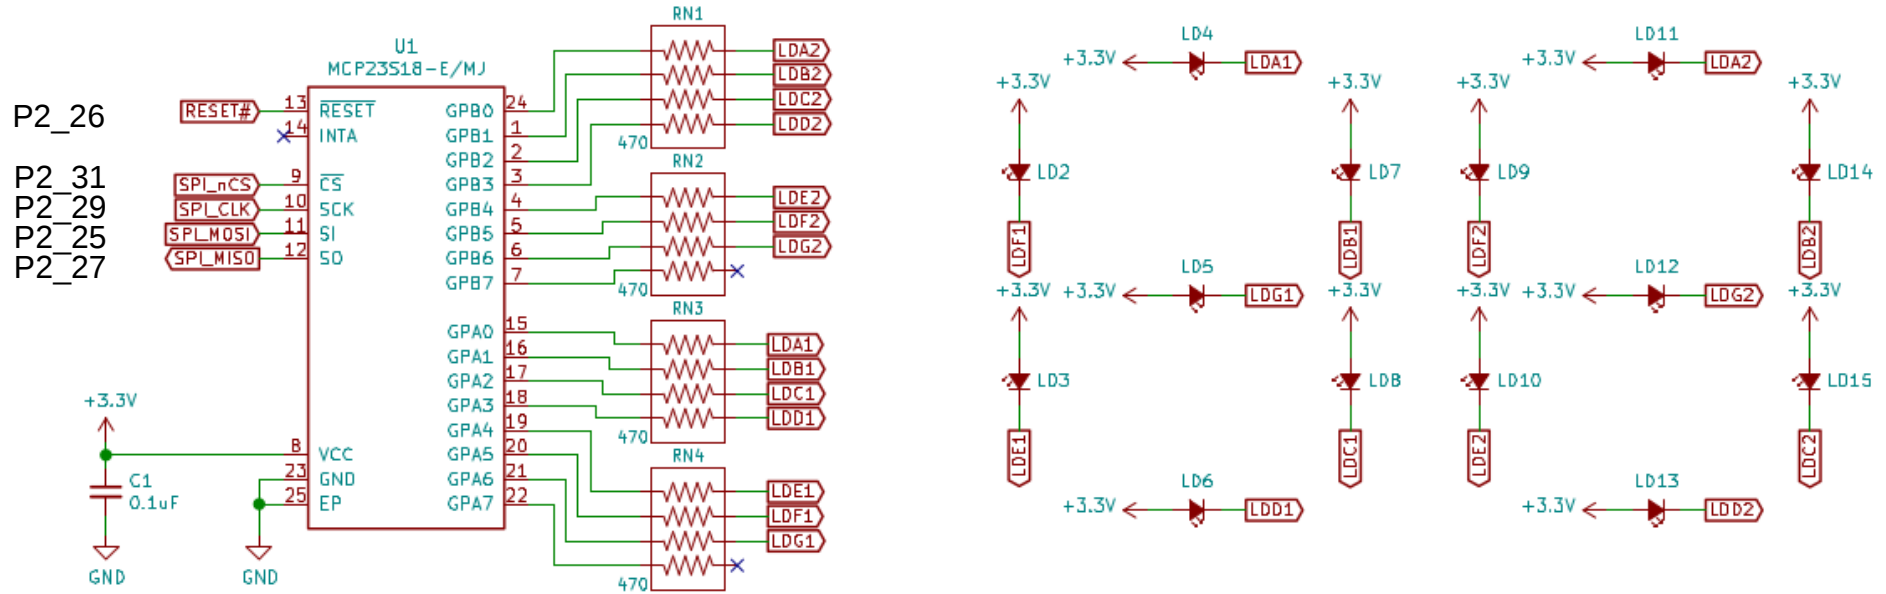 P2_26
P2_31
P2_29
P2_25
P2_27
RESET#
SPI_nCS
SPI_CLK
SPI_MOSI
SPI_MISO
U1
MCP23S18-E/MJ
13 RESET
14 INTA
9 CS
10 SCK
11 SI
12 SO
8 VCC
23 GND
25 EP
GPB0 24
GPB1 1
GPB2 2
GPB3 3
GPB4 4
GPB5 5
GPB6 6
GPB7 7
GPA0 15
GPA1 16
GPA2 17
GPA3 18
GPA4 19
GPA5 20
GPA6 21
GPA7 22
+3.3V
C1
0.1uF
GND
GND
RN1
470
LDA2
LDB2
LDC2
LDD2
RN2
470
LDE2
LDF2
LDG2
RN3
470
LDA1
LDB1
LDC1
LDD1
RN4
470
LDE1
LDF1
LDG1
+3.3V LD4 LDA1
+3.3V LD2 LDF1
+3.3V LD7 LDB1
+3.3V LD5 LDG1
+3.3V LD3 LDE1
+3.3V LD8 LDC1
+3.3V LD6 LDD1
+3.3V LD11 LDA2
+3.3V LD9 LDF2
+3.3V LD14 LDB2
+3.3V LD12 LDG2
+3.3V LD10 LDE2
+3.3V LD15 LDC2
+3.3V LD13 LDD2